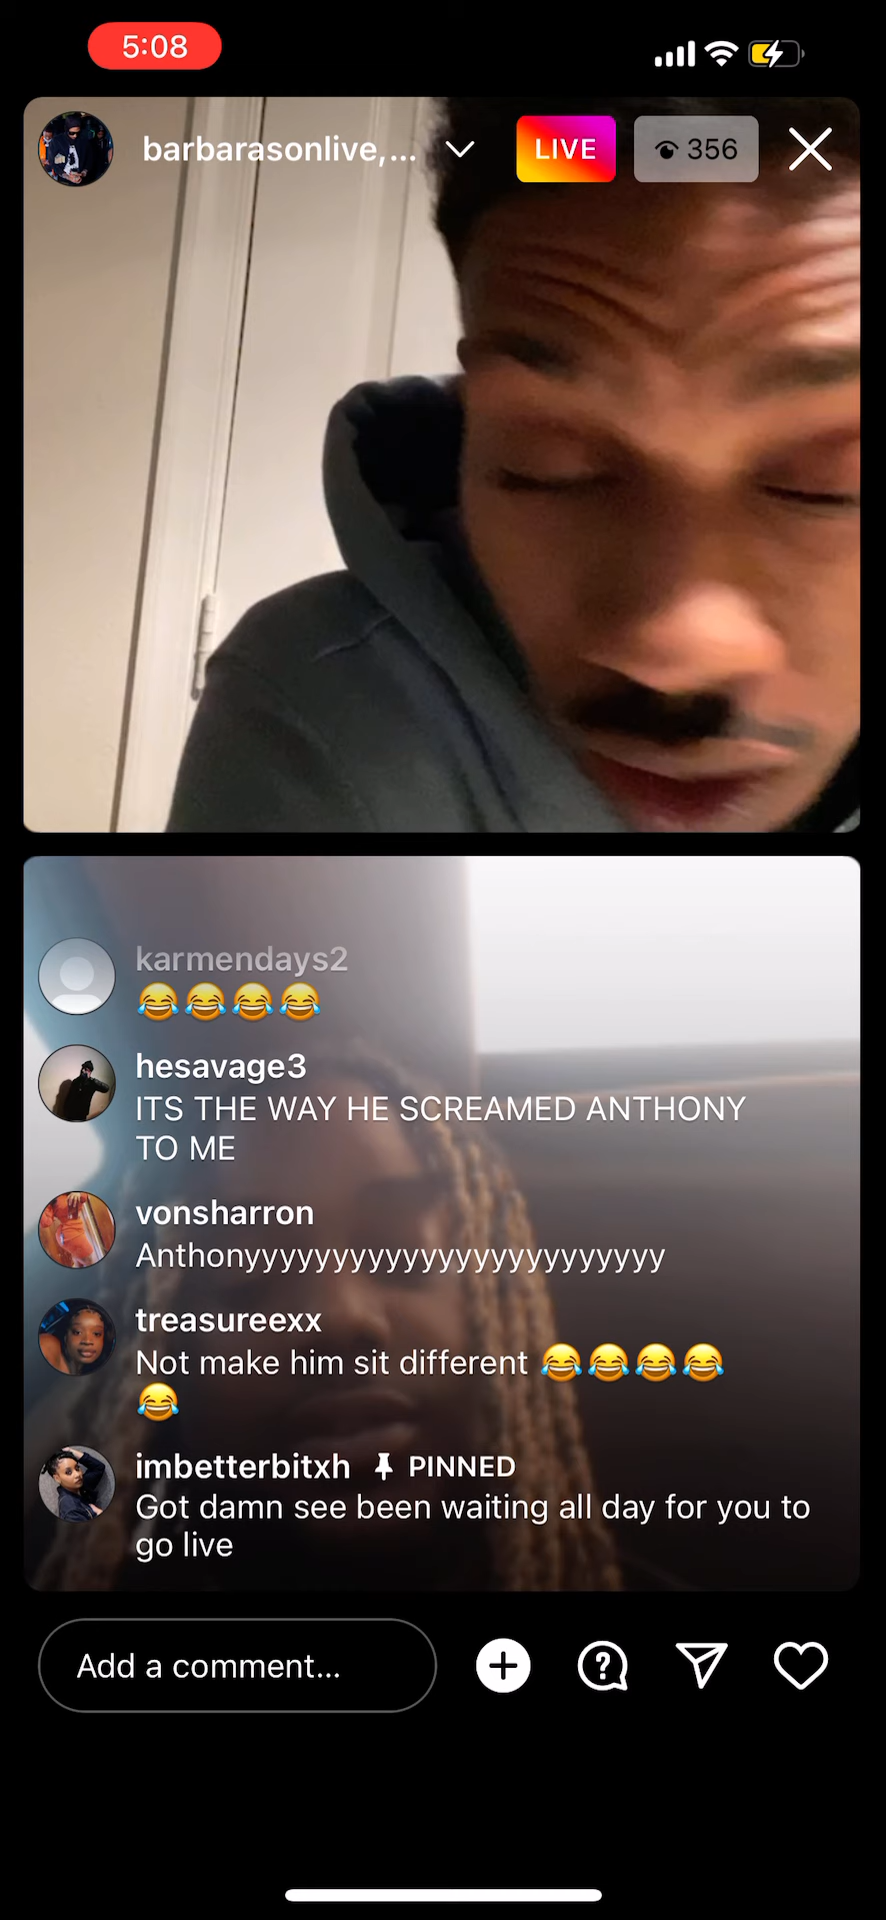 5:08
barbarasonlive,...
LIVE
356
karmendays2
😂😂😂😂
hesavage3
ITS THE WAY HE SCREAMED ANTHONY
TO ME
vonsharron
Anthonyyyyyyyyyyyyyyyyyyyyyyyyy
treasureexx
Not make him sit different 😂😂😂😂
😂
imbetterbitxh PINNED
Got damn see been waiting all day for you to
go live
Add a comment...